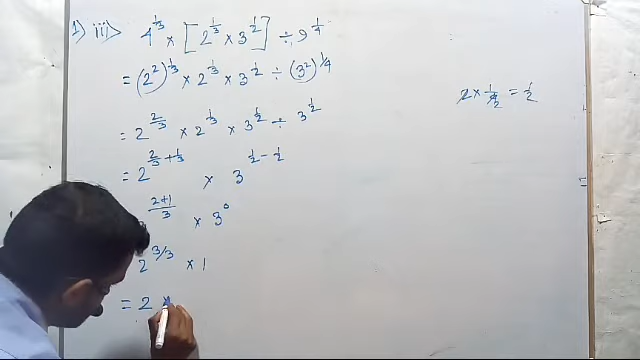 1) iii> 4^{1/3} × [2^{1/3} × 3^{1/2}] ÷ 9^{1/4}
= (2^2)^{1/3} × 2^{1/3} × 3^{1/2} ÷ (3^2)^{1/4}
2 × 1/4 2 = 1/2
= 2^{2/3} × 2^{1/3} × 3^{1/2} ÷ 3^{1/2}
= 2^{2/3 + 1/3} × 3^{1/2 - 1/2}
2+1/3 × 3^0
2^{3/3} × 1
= 2 ×